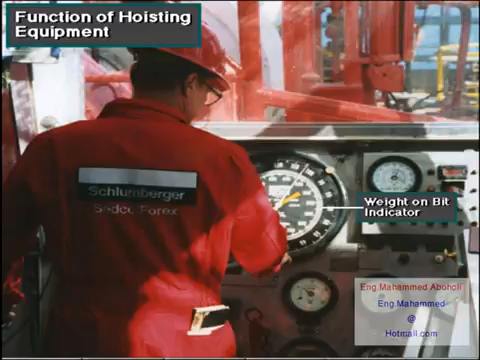 Function of Hoisting
Equipment
Schlumberger
Sedco Forex
Weight on Bit
Indicator
Eng.Mahammed Aboholi
Eng.Mahammed
@
Hotmail.com